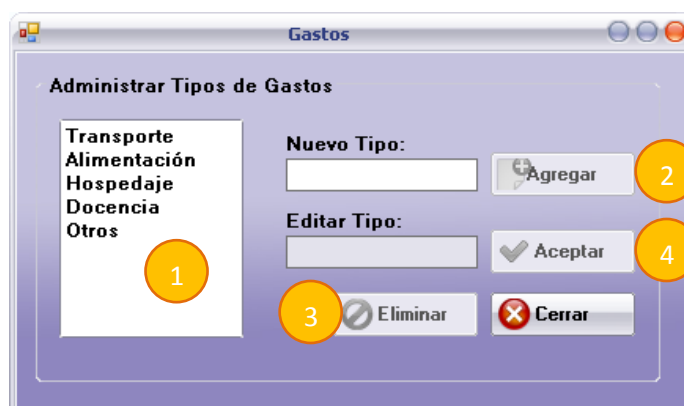 Gastos
Administrar Tipos de Gastos
Transporte
Alimentación
Hospedaje
Docencia
Otros
1
Nuevo Tipo:
Agregar
2
Editar Tipo:
Aceptar
4
3
Eliminar
Cerrar